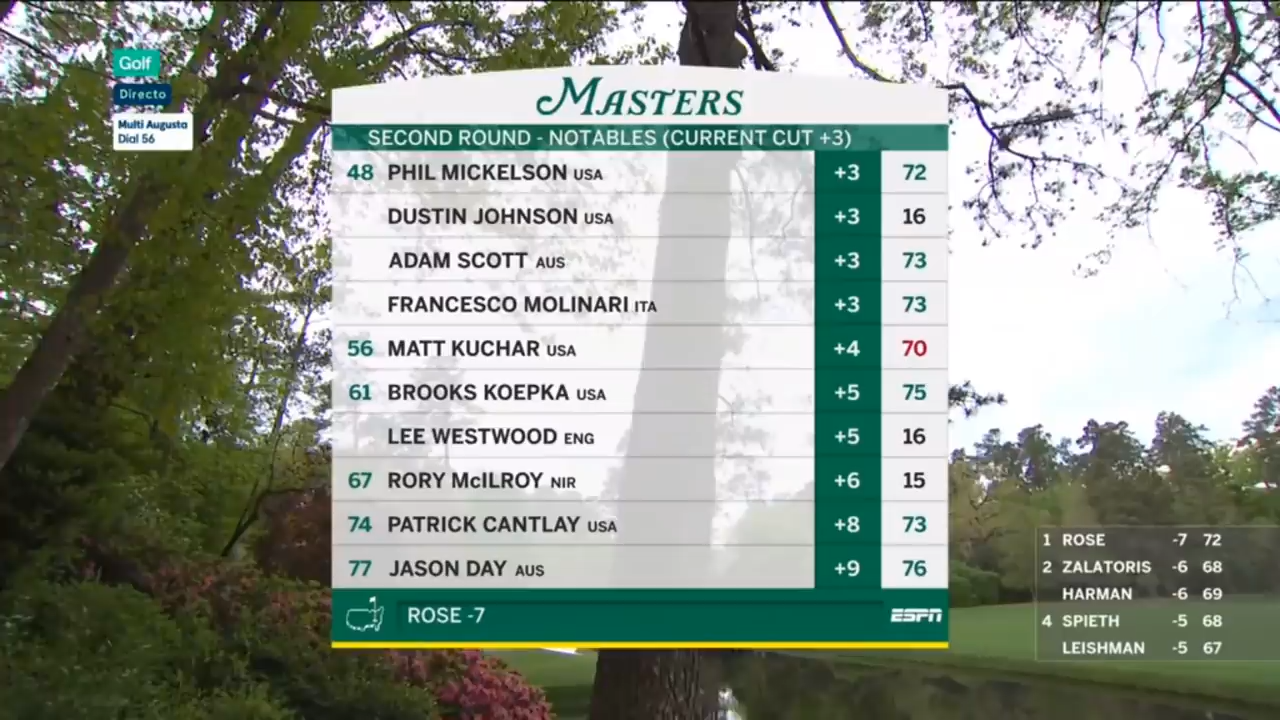 Golf
Directo
Multi Augusta
Dial 56
MASTERS
SECOND ROUND - NOTABLES (CURRENT CUT +3)
48 PHIL MICKELSON USA +3 72
DUSTIN JOHNSON USA +3 16
ADAM SCOTT AUS +3 73
FRANCESCO MOLINARI ITA +3 73
56 MATT KUCHAR USA +4 70
61 BROOKS KOEPKA USA +5 75
LEE WESTWOOD ENG +5 16
67 RORY McILROY NIR +6 15
74 PATRICK CANTLAY USA +8 73
77 JASON DAY AUS +9 76
ROSE -7
ESPN
1 ROSE -7 72
2 ZALATORIS -6 68
HARMAN -6 69
4 SPIETH -5 68
LEISHMAN -5 67